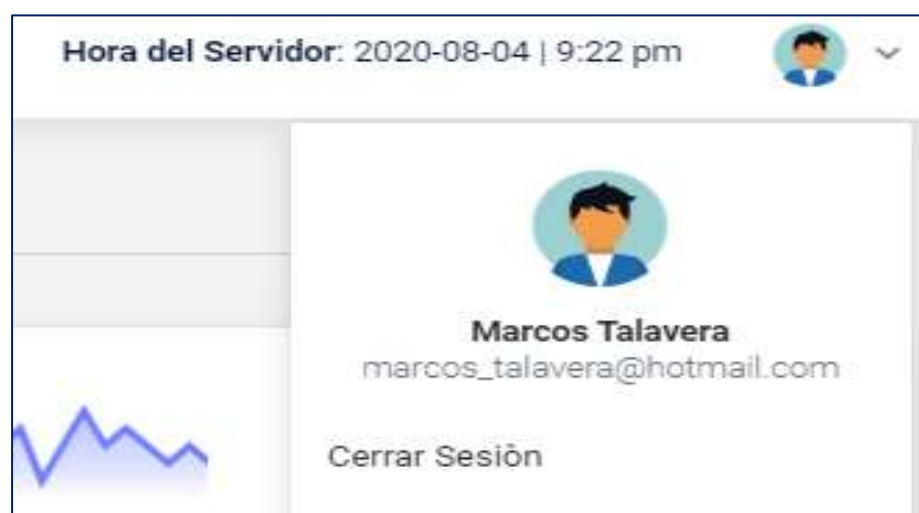 Hora del Servidor: 2020-08-04 | 9:22 pm
Marcos Talavera
marcos_talavera@hotmail.com
Cerrar Sesiòn